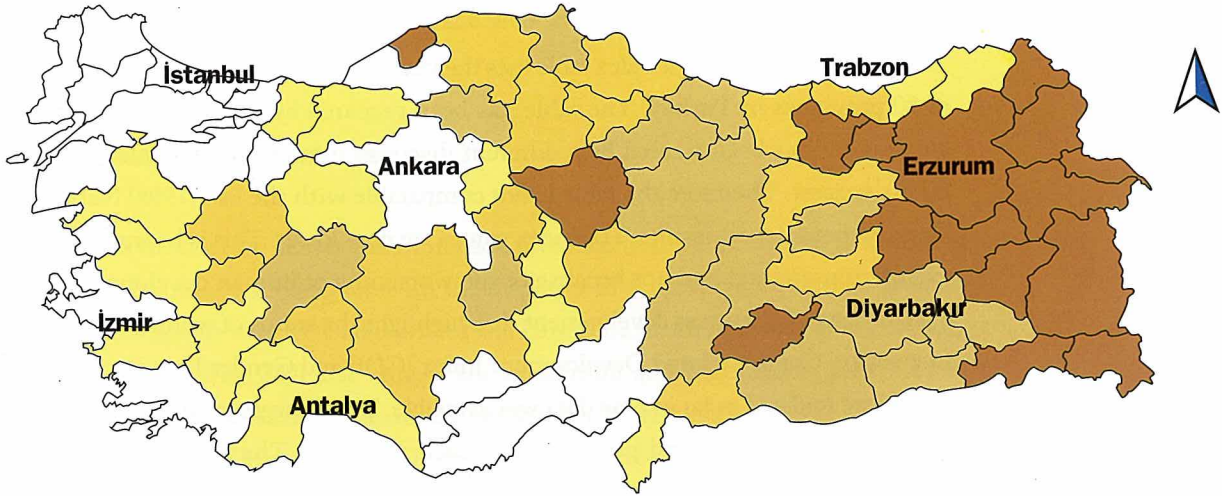 İstanbul
Trabzon
Ankara
Erzurum
Diyarbakır
İzmir
Antalya